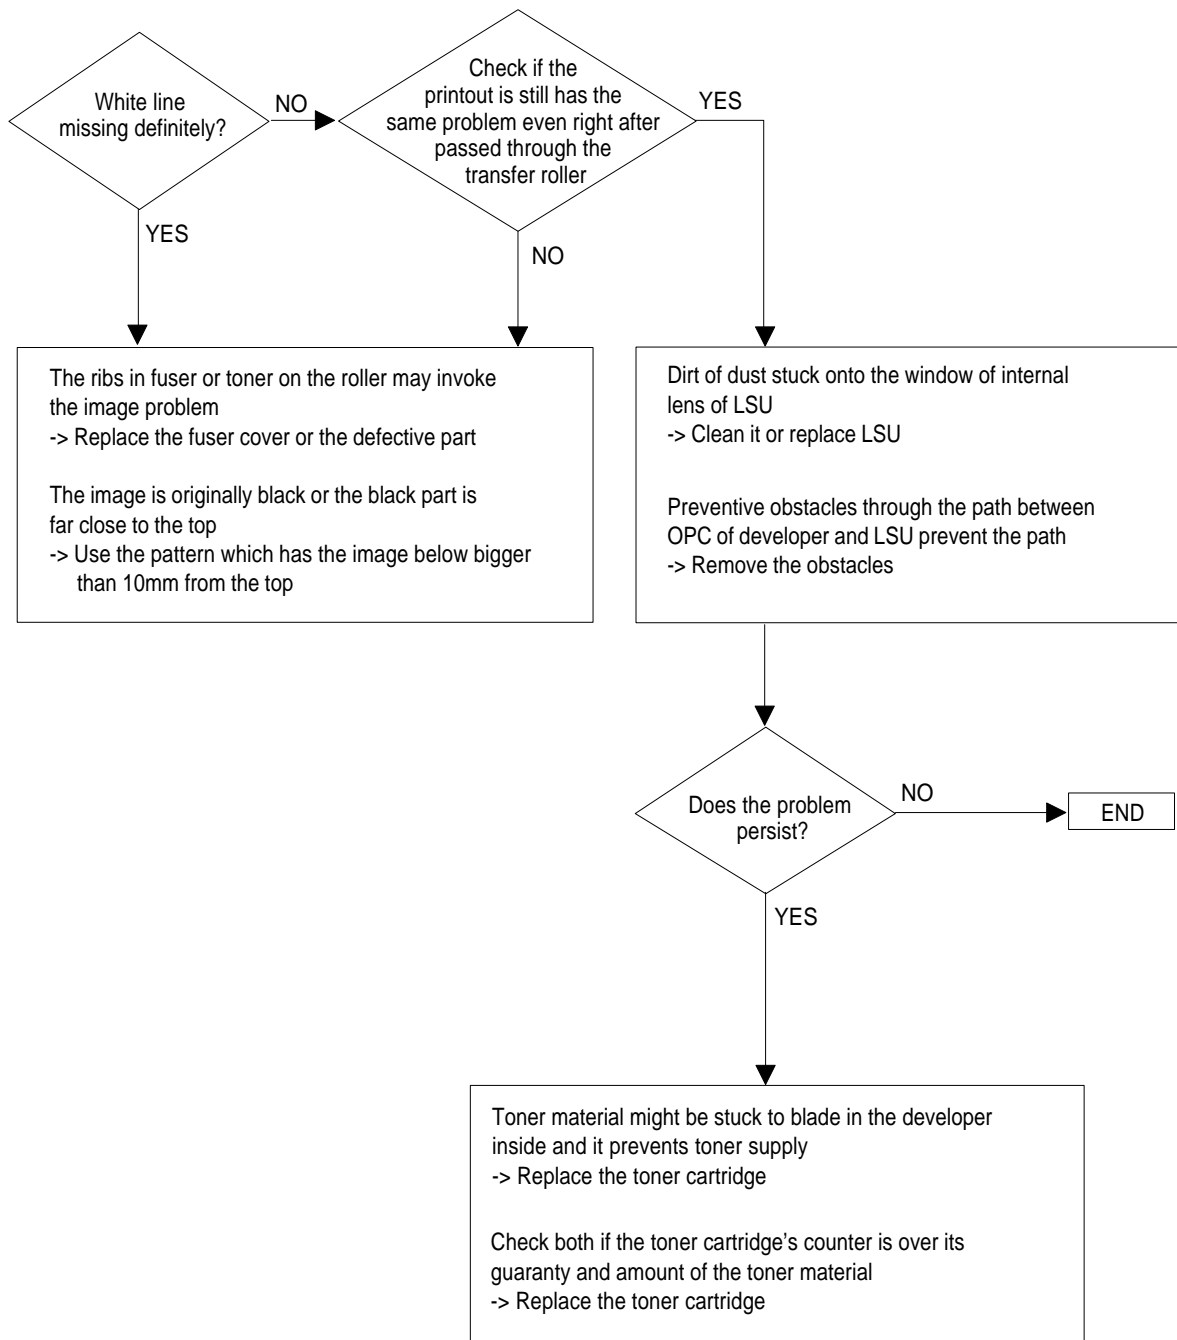 White line
missing definitely?
NO
Check if the
printout is still has the
same problem even right after
passed through the
transfer roller
YES
YES
NO
The ribs in fuser or toner on the roller may invoke
the image problem
-> Replace the fuser cover or the defective part
The image is originally black or the black part is
far close to the top
-> Use the pattern which has the image below bigger
than 10mm from the top
Dirt of dust stuck onto the window of internal
lens of LSU
-> Clean it or replace LSU
Preventive obstacles through the path between
OPC of developer and LSU prevent the path
-> Remove the obstacles
Does the problem
persist?
NO
END
YES
Toner material might be stuck to blade in the developer
inside and it prevents toner supply
-> Replace the toner cartridge
Check both if the toner cartridge's counter is over its
guaranty and amount of the toner material
-> Replace the toner cartridge